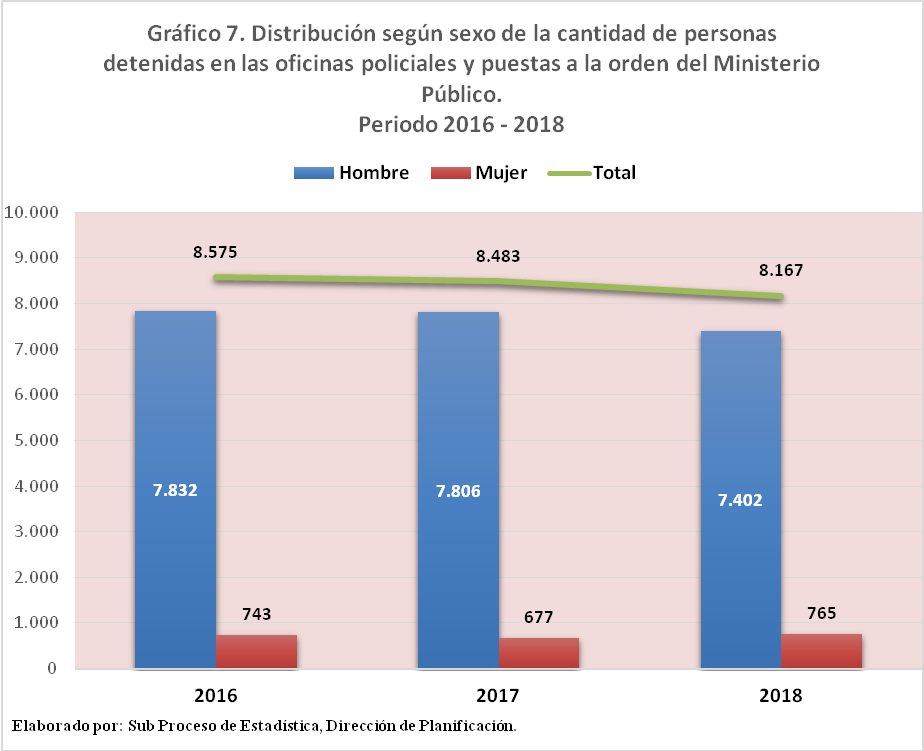 Gráfico 7. Distribución según sexo de la cantidad de personas
detenidas en las oficinas policiales y puestas a la orden del Ministerio
Público.
Periodo 2016 - 2018
Hombre Mujer Total
10.000
9.000
8.000
7.000
6.000
5.000
4.000
3.000
2.000
1.000
0
8.575 8.483 8.167
7.832 7.806 7.402
743 677 765
2016 2017 2018
Elaborado por: Sub Proceso de Estadística, Dirección de Planificación.